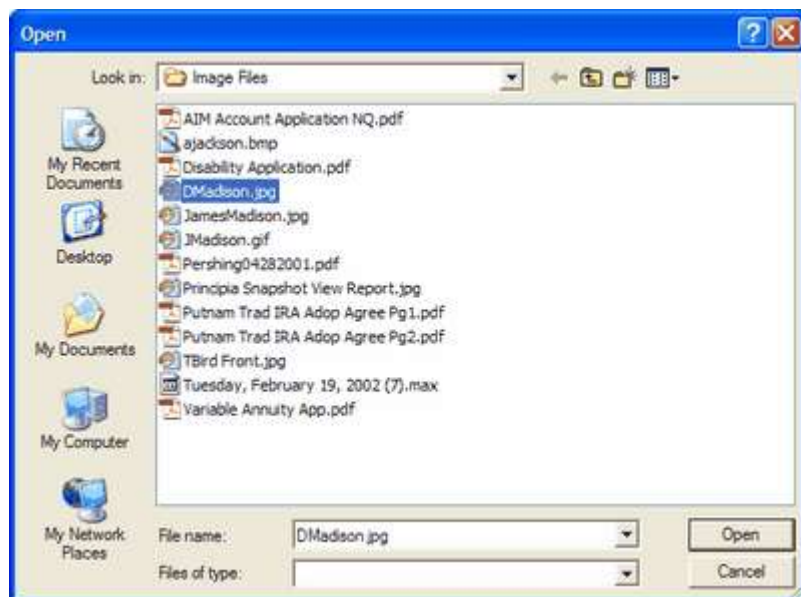 Open
Look in: Image Files
My Recent
Documents
Desktop
My Documents
My Computer
My Network
Places
AIM Account Application NQ.pdf
ajackson.bmp
Disability Application.pdf
DMadison.jpg
JamesMadison.jpg
JMadison.gif
Pershing04282001.pdf
Principia Snapshot View Report.jpg
Putnam Trad IRA Adop Agree Pg1.pdf
Putnam Trad IRA Adop Agree Pg2.pdf
TBird Front.jpg
Tuesday, February 19, 2002 (7).max
Variable Annuity App.pdf
File name: DMadison.jpg Open
Files of type: Cancel